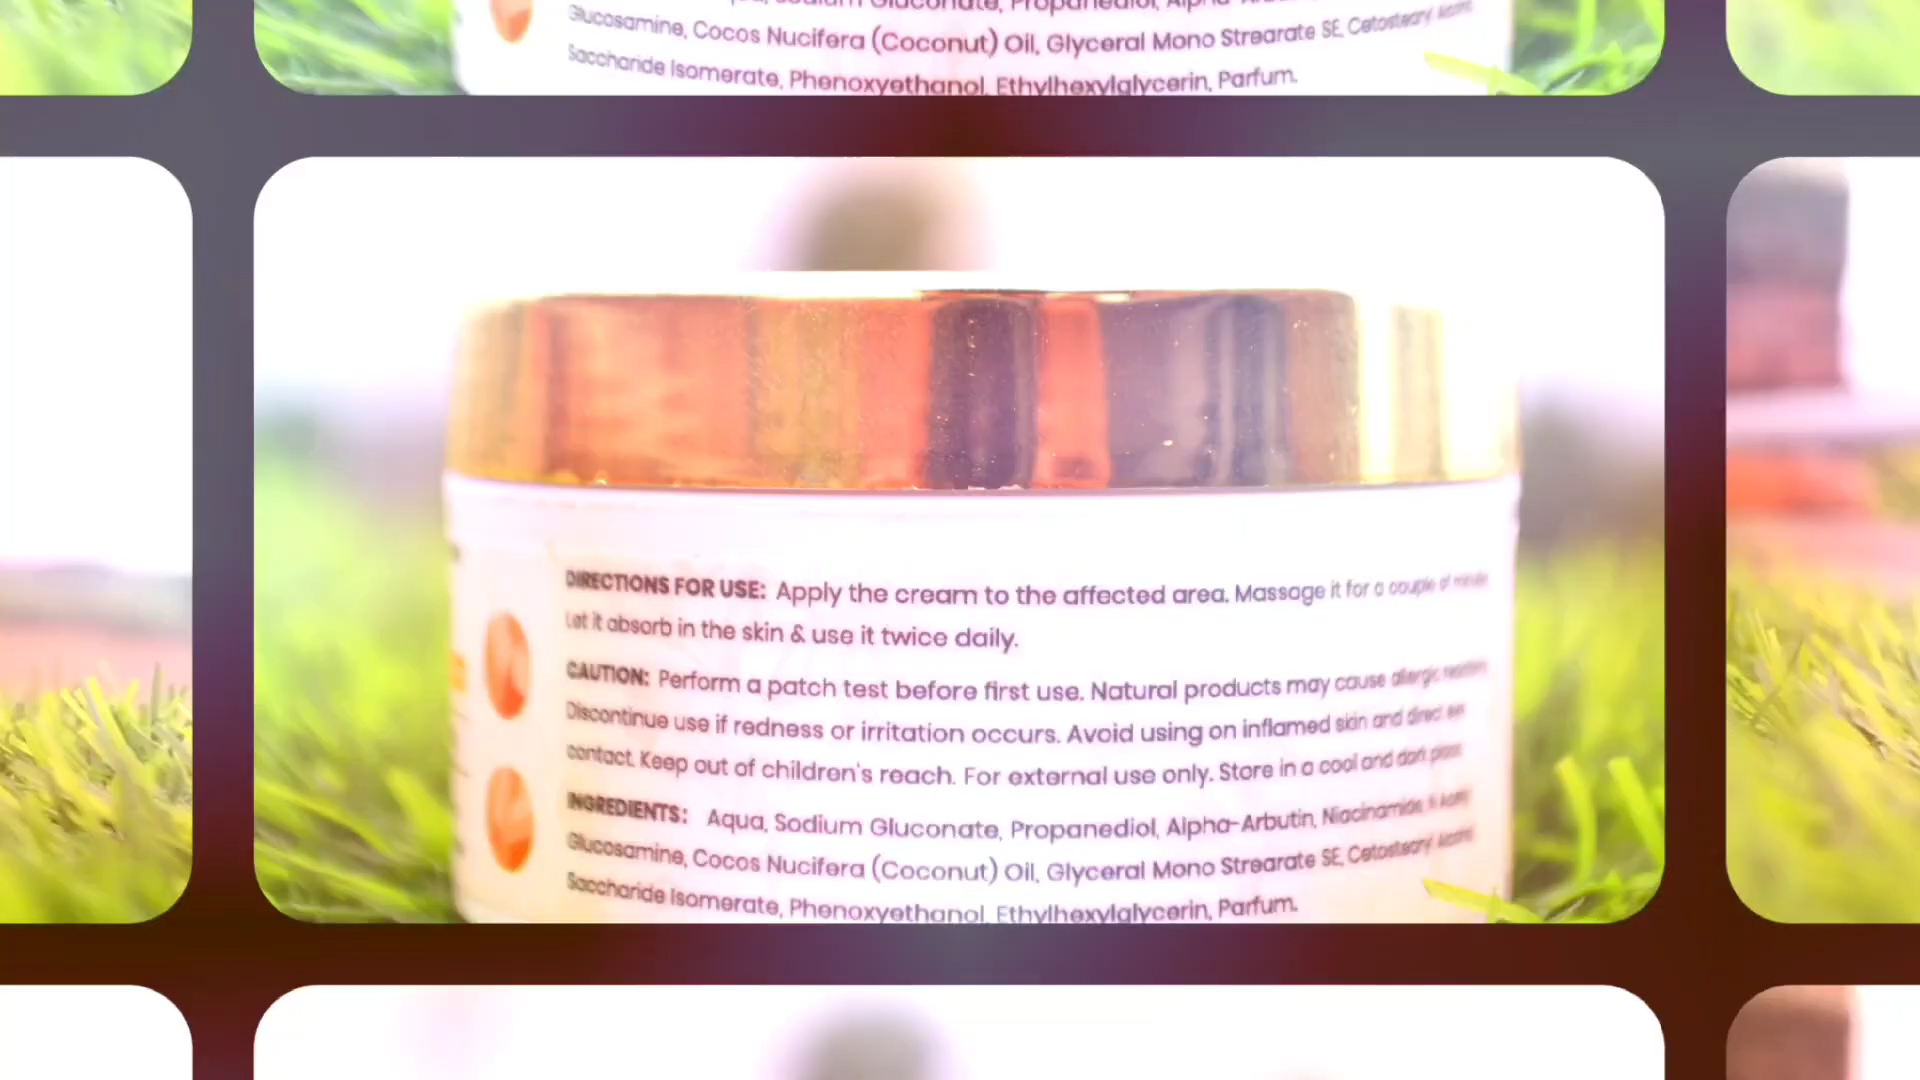 Sodium Gluconate, Propanediol,
Glucosamine, Cocos Nucifera (Coconut) Oil, Glyceral Mono Strearate SE, Cetosteary
Saccharide Isomerate, Phenoxyethanol, Ethylhexylglycerin, Parfum.
DIRECTIONS FOR USE: Apply the cream to the affected area. Massage it for a couple of
Let it absorb in the skin & use it twice daily.
CAUTION: Perform a patch test before first use. Natural products may cause allergic
Discontinue use if redness or irritation occurs. Avoid using on inflamed skin and direct
contact. Keep out of children's reach. For external use only. Store in a cool and dark place
INGREDIENTS: Aqua, Sodium Gluconate, Propanediol, Alpha-Arbutin, Niacinamide,
Glucosamine, Cocos Nucifera (Coconut) Oil, Glyceral Mono Strearate SE, Cetosteary
Saccharide Isomerate, Phenoxyethanol, Ethylhexylglycerin, Parfum.